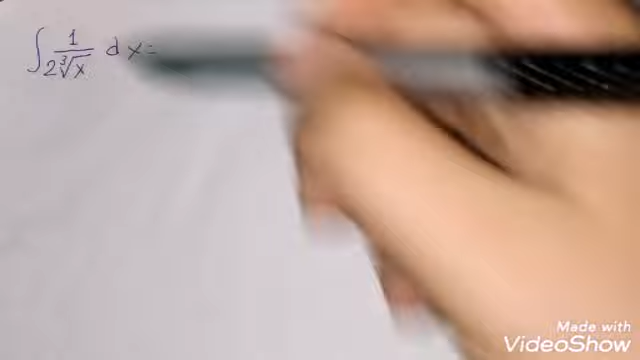 ∫ 1/(2∛x) dx =
Made with
VideoShow